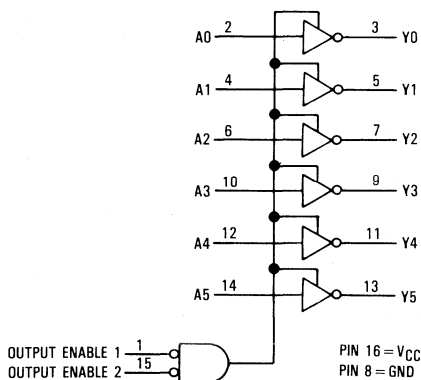 A0 2 3 Y0
A1 4 5 Y1
A2 6 7 Y2
A3 10 9 Y3
A4 12 11 Y4
A5 14 13 Y5
OUTPUT ENABLE 1 1
OUTPUT ENABLE 2 15
PIN 16 = VCC
PIN 8 = GND